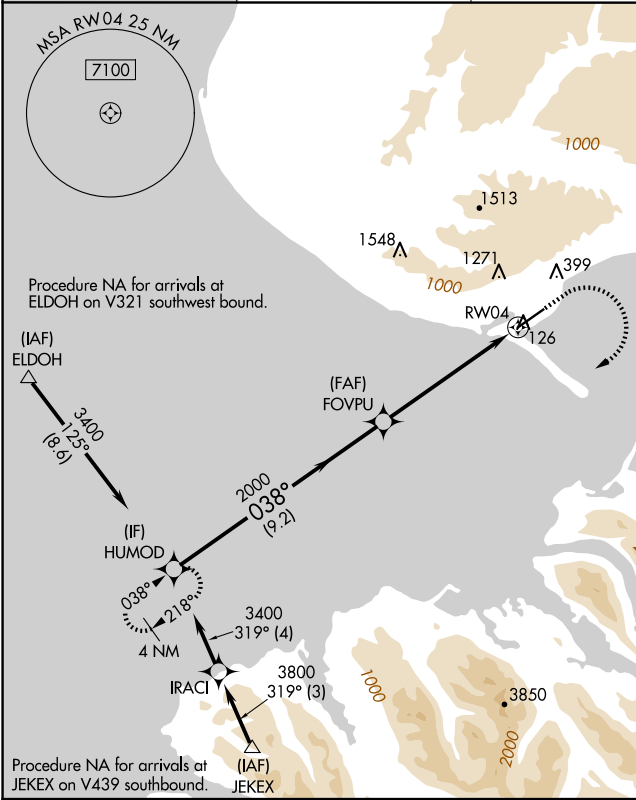 MSA RW04 25 NM
7100
1000
1513
1548
1271
399
1000
Procedure NA for arrivals at
ELDOH on V321 southwest bound.
RW04
126
(IAF)
ELDOH
(FAF)
FOVPU
3400
125°
(8.6)
2000
038°
(9.2)
(IF)
HUMOD
038°
218°
4 NM
3400
319° (4)
IRACI
3800
319° (3)
1000
3850
2000
Procedure NA for arrivals at
JEKEX on V439 southbound.
(IAF)
JEKEX